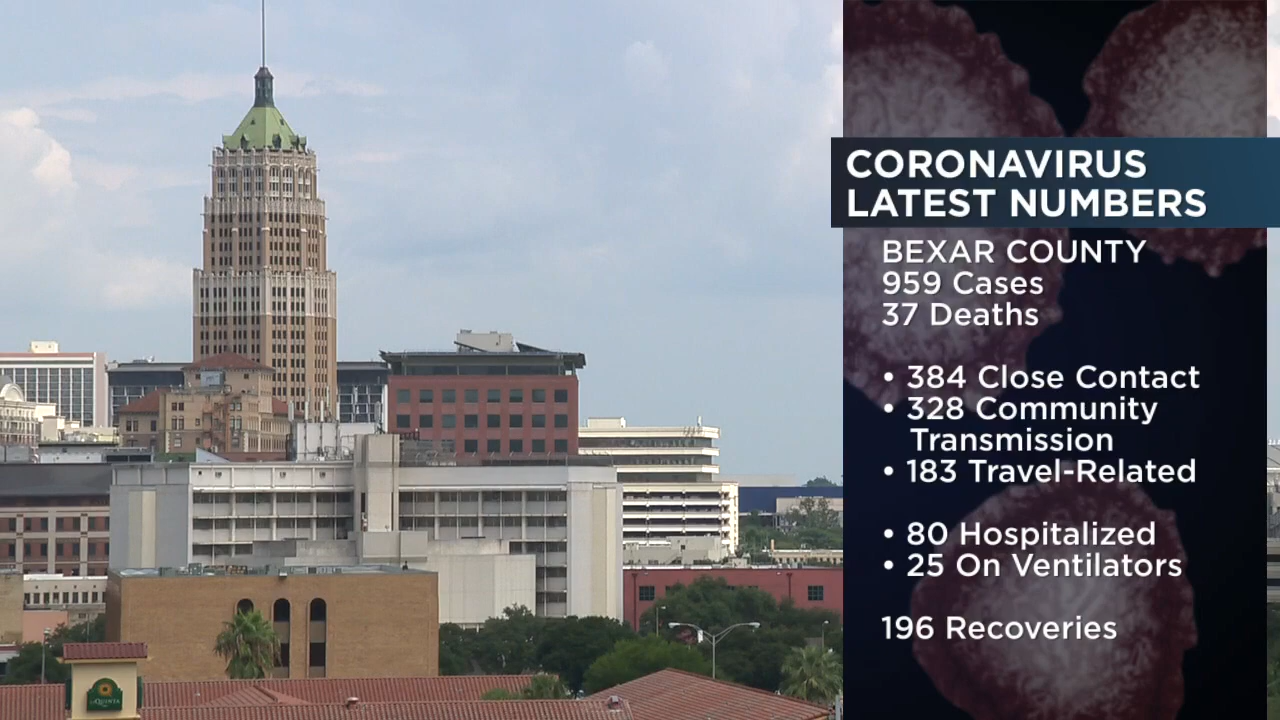 CORONAVIRUS
LATEST NUMBERS
BEXAR COUNTY
959 Cases
37 Deaths
• 384 Close Contact
• 328 Community
Transmission
• 183 Travel-Related
• 80 Hospitalized
• 25 On Ventilators
196 Recoveries
LAQUINTA